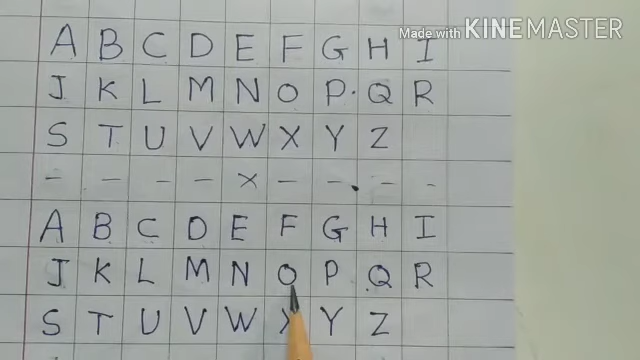 Made with KINEMASTER
A B C D E F G H I
J K L M N O P. Q R
S T U V W X Y Z
- - - - x - - - -
A B C D E F G H I
J K L M N O P Q R
S T U V W X Y Z